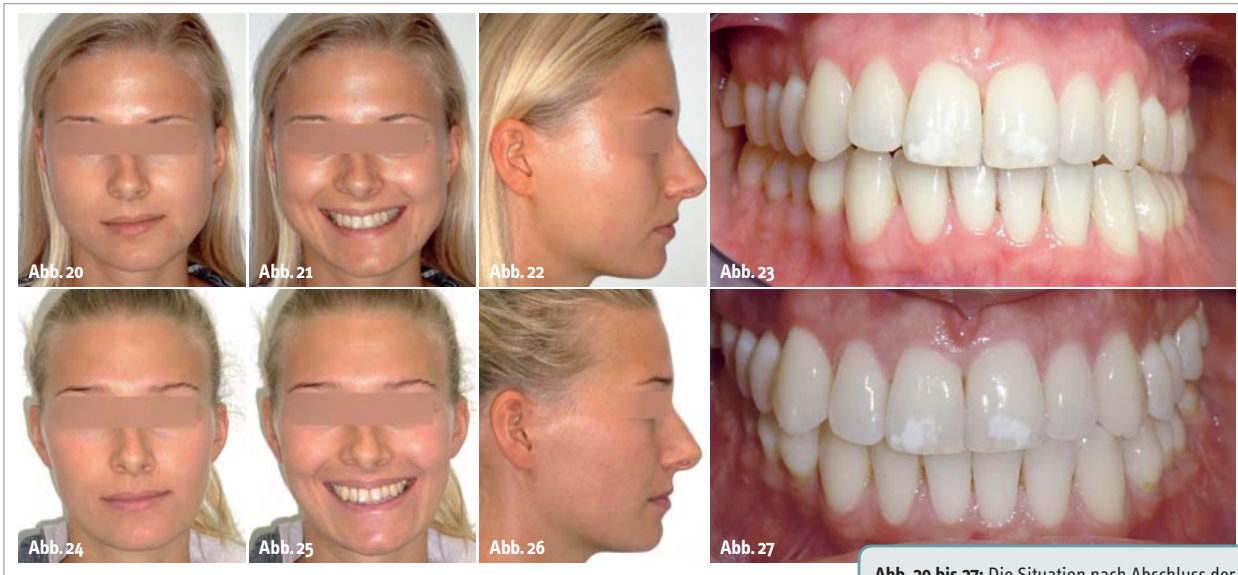 Abb. 20
Abb. 21
Abb. 22
Abb. 23
Abb. 24
Abb. 25
Abb. 26
Abb. 27
Abb. 20 bis 27: Die Situation nach Abschluss der